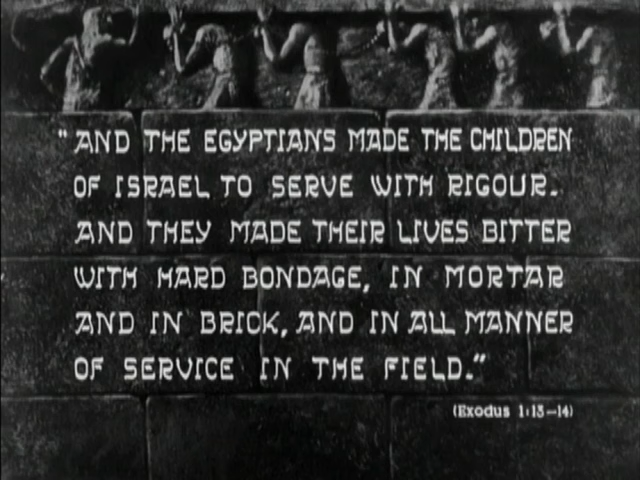 "AND THE EGYPTIANS MADE THE CHILDREN
OF ISRAEL TO SERVE WITH RIGOUR.
AND THEY MADE THEIR LIVES BITTER
WITH HARD BONDAGE, IN MORTAR
AND IN BRICK, AND IN ALL MANNER
OF SERVICE IN THE FIELD."
(Exodus 1:13-14)